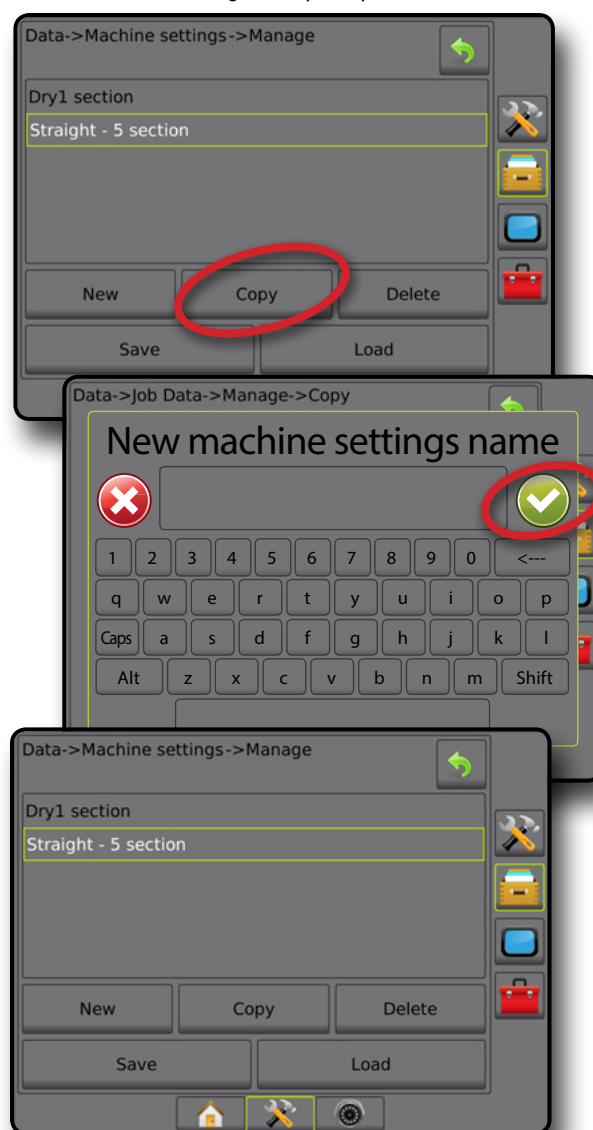 Data->Machine settings->Manage
Dry1 section
Straight - 5 section
New Copy Delete
Save Load
Data->Job Data->Manage->Copy
New machine settings name
1 2 3 4 5 6 7 8 9 0 <---
q w e r t y u i o p
Caps a s d f g h j k l
Alt z x c v b n m Shift
Data->Machine settings->Manage
Dry1 section
Straight - 5 section
New Copy Delete
Save Load